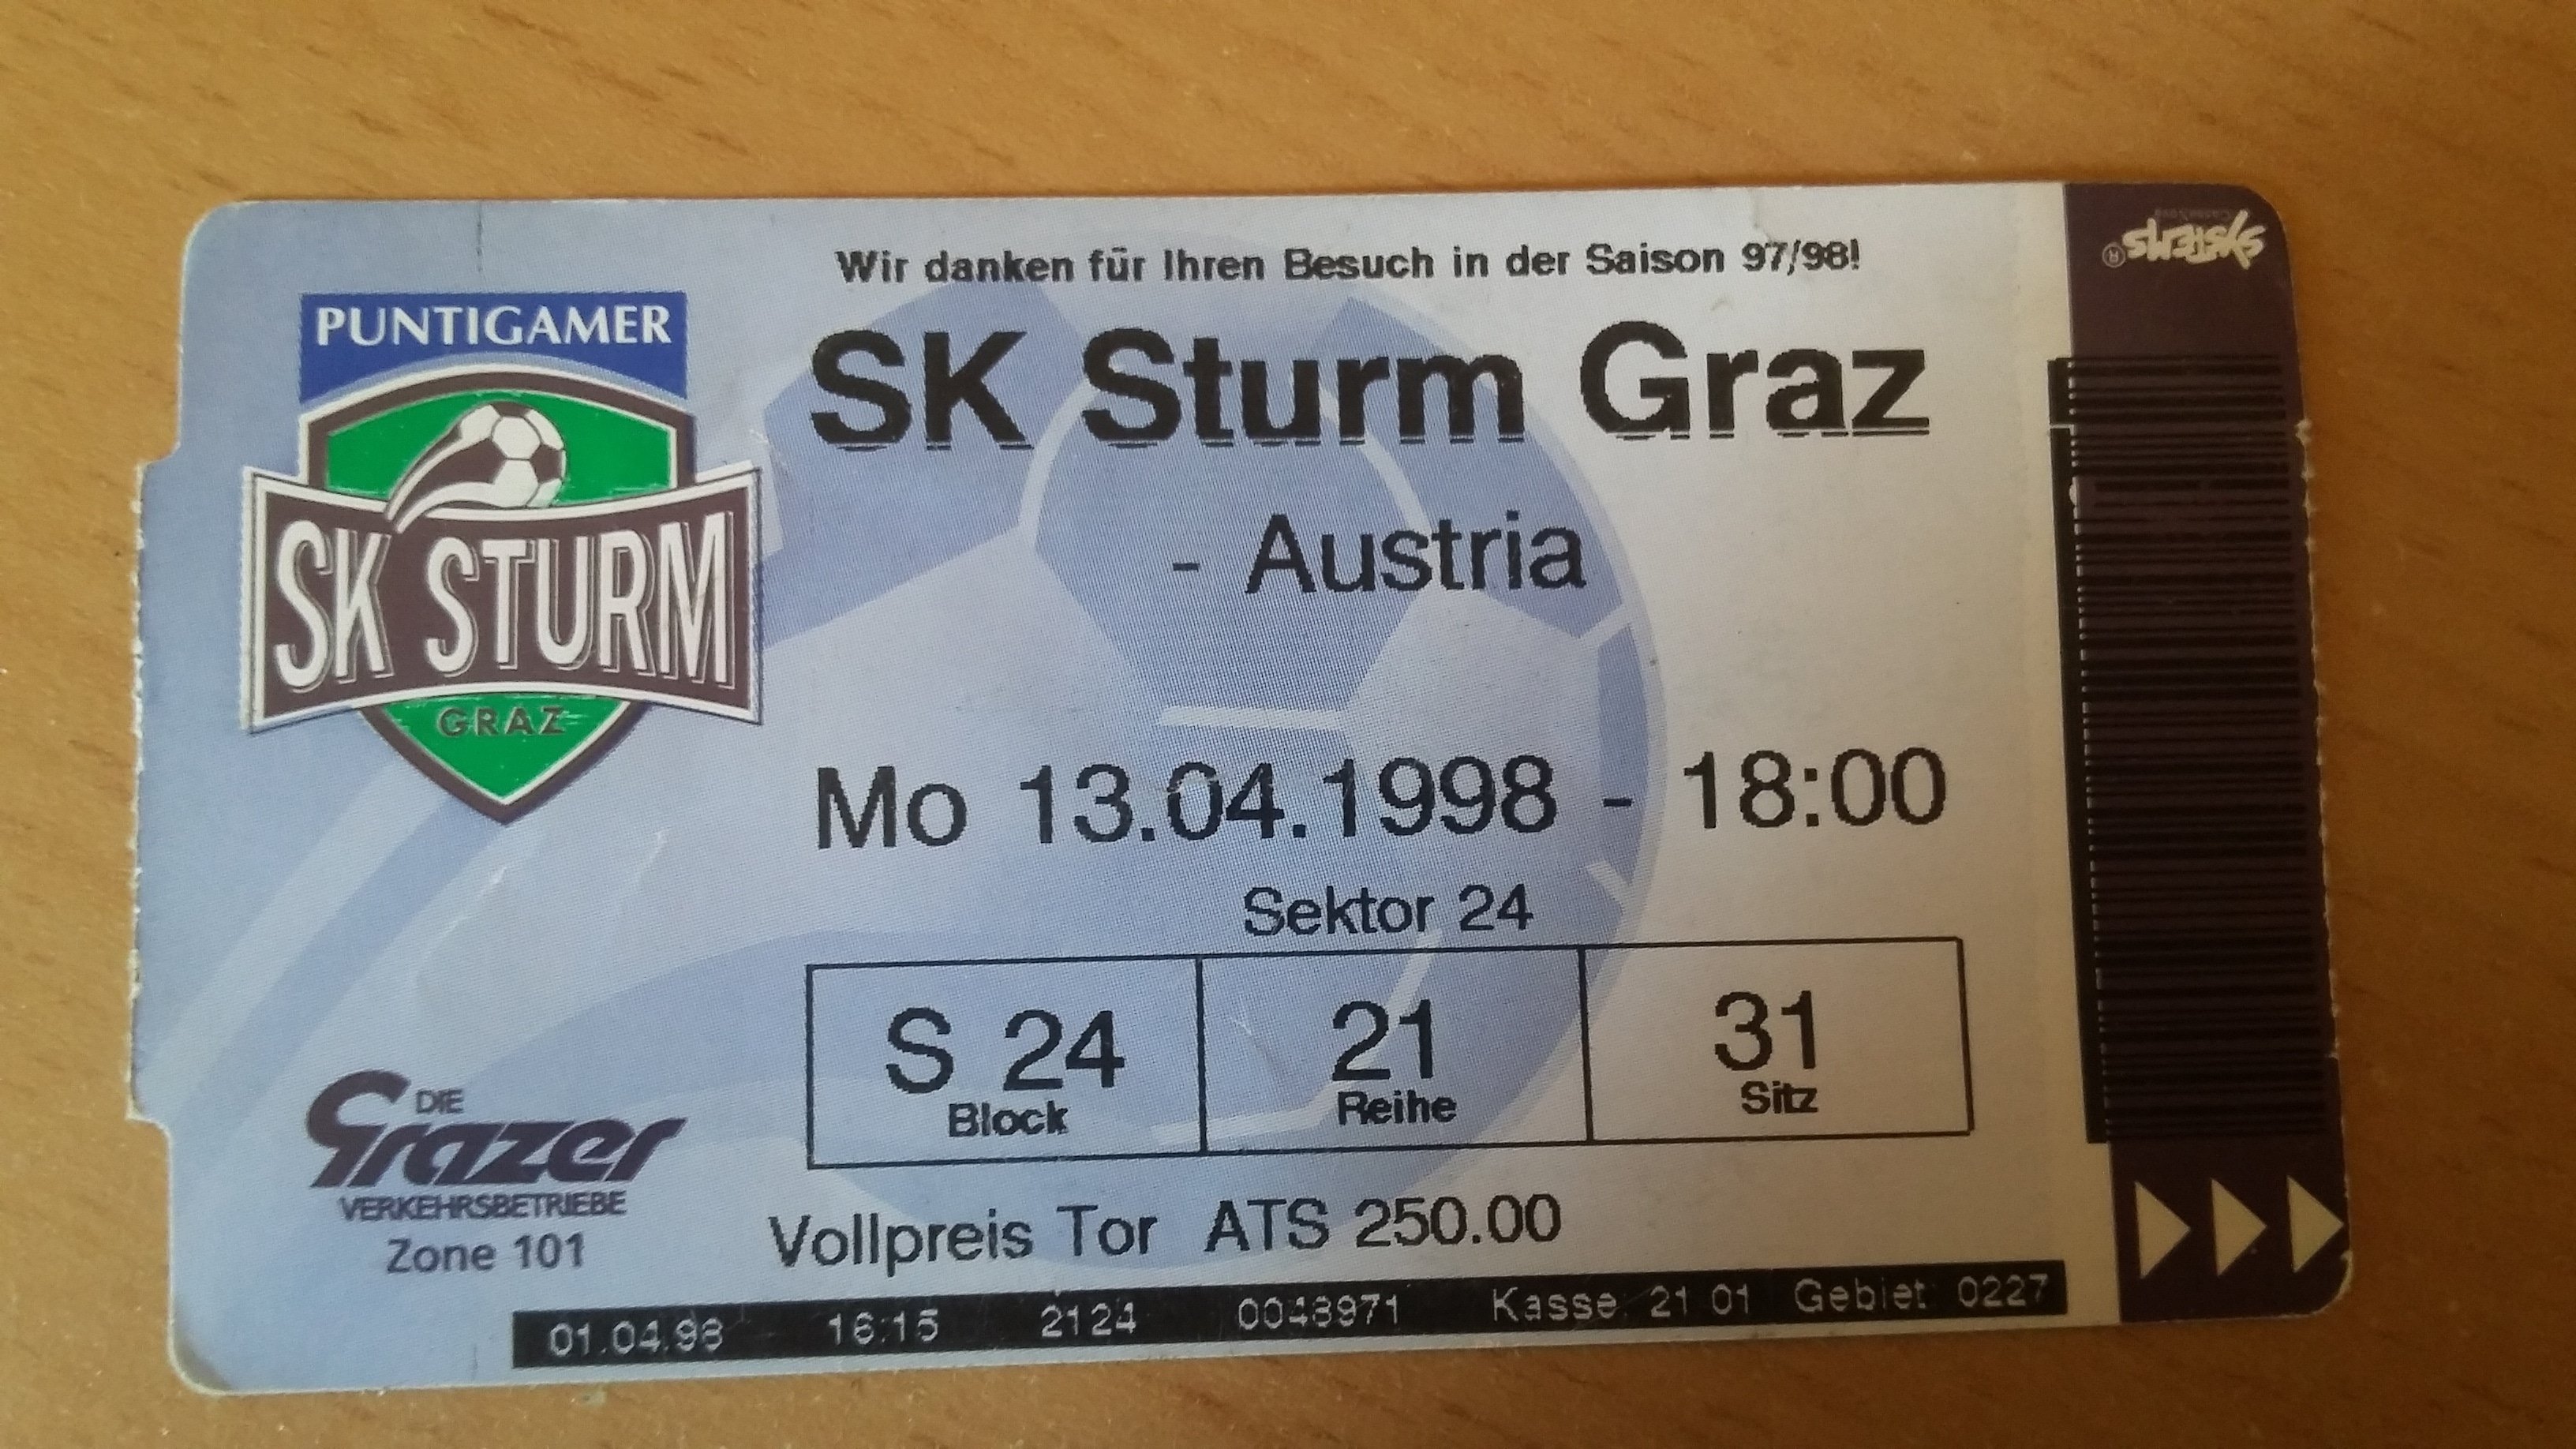 Wir danken für Ihren Besuch in der Saison 97/98!
PUNTIGAMER
SK STURM
GRAZ
SK Sturm Graz
- Austria
Mo 13.04.1998 - 18:00
Sektor 24
S 24 21 31
Block Reihe Sitz
DIE
Grazer
VERKEHRSBETRIEBE
Zone 101
Vollpreis Tor ATS 250.00
01.04.98 16:15 2124 0048971 Kasse 21 01 Gebiet 0227
SYSTEMS®